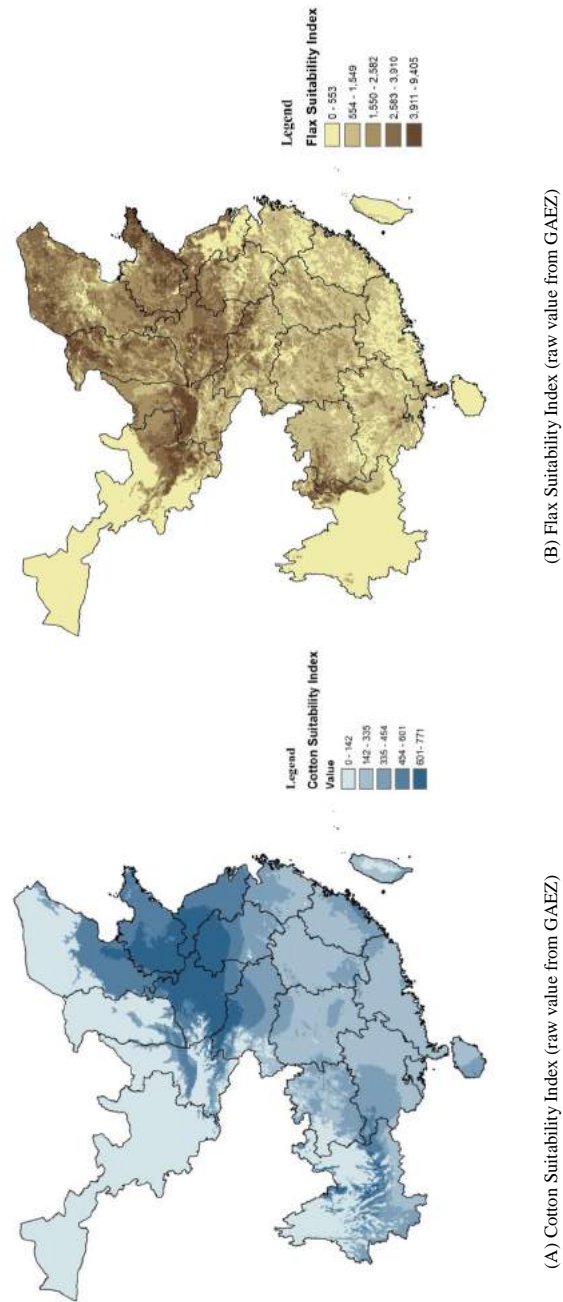 Legend
Cotton Suitability Index
Value
0 - 142
142 - 335
335 - 454
454 - 601
601- 771
(A) Cotton Suitability Index (raw value from GAEZ)
Legend
Flax Suitability Index
0 - 553
554 - 1,549
1,550 - 2,582
2,583 - 3,910
3,911 - 9,405
(B) Flax Suitability Index (raw value from GAEZ)